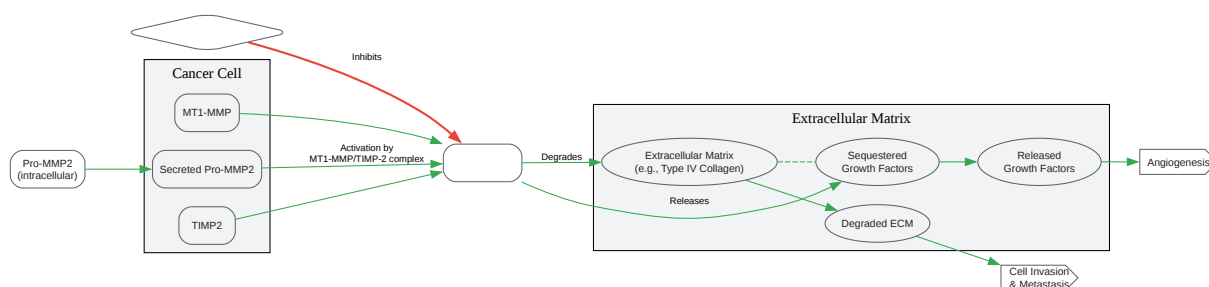 Inhibits
Cancer Cell
MT1-MMP
Pro-MMP2
(intracellular)
Secreted Pro-MMP2
TIMP2
Activation by
MT1-MMP/TIMP-2 complex
Degrades
Releases
Extracellular Matrix
Extracellular Matrix
(e.g., Type IV Collagen)
Sequestered
Growth Factors
Released
Growth Factors
Angiogenesis
Degraded ECM
Cell Invasion
& Metastasis